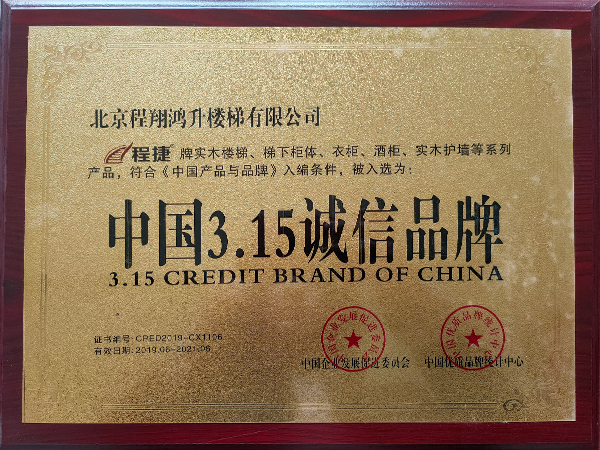 北京程翔鸿升楼梯有限公司
程捷 牌实木楼梯、梯下柜体、衣柜、酒柜、实木护墙等系列
产品，符合《中国产品与品牌》入编条件，被入选为：
中国3.15诚信品牌
3.15 CREDIT BRAND OF CHINA
证书编号: CRED2019-CX1106
有效日期: 2019.06-2021.06
中国企业发展促进委员会
中国优质品牌统计中心